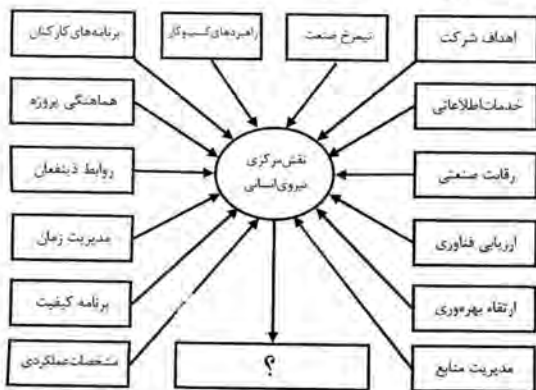 اهداف شرکت
نیمرخ صنعت
راهبردهای کسب‌وکار
برنامه‌های کارکنان
خدمات اطلاعاتی
هماهنگی پروژه
نقش مرکزی
نیروی انسانی
رقابت صنعتی
روابط ذینفعان
ارزیابی فناوری
مدیریت زمان
ارتقاء بهره‌وری
برنامه کیفیت
مدیریت منابع
؟
مشخصات عملکردی